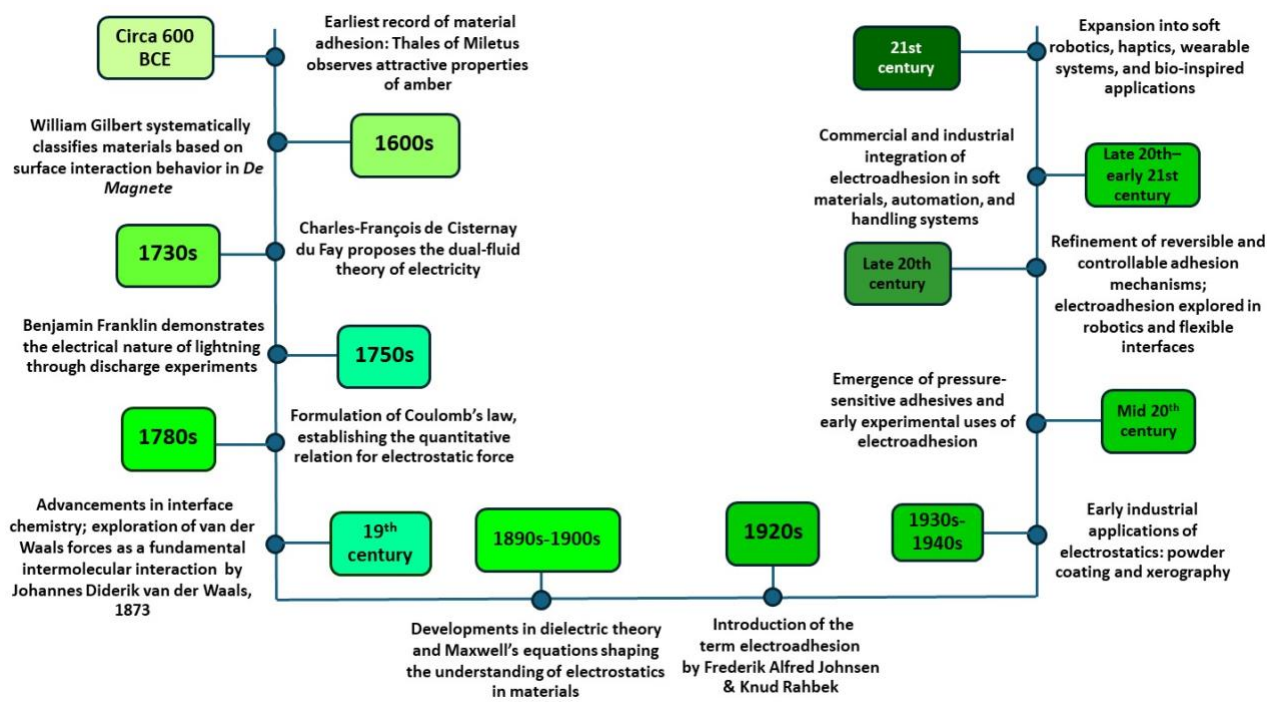 Circa 600
BCE
Earliest record of material
adhesion: Thales of Miletus
observes attractive properties
of amber
William Gilbert systematically
classifies materials based on
surface interaction behavior in De
Magnete
1600s
1730s
Charles-François de Cisternay
du Fay proposes the dual-fluid
theory of electricity
Benjamin Franklin demonstrates
the electrical nature of lightning
through discharge experiments
1750s
1780s
Formulation of Coulomb's law,
establishing the quantitative
relation for electrostatic force
Advancements in interface
chemistry; exploration of van der
Waals forces as a fundamental
intermolecular interaction by
Johannes Diderik van der Waals,
1873
19th
century
1890s-1900s
Developments in dielectric theory
and Maxwell's equations shaping
the understanding of electrostatics
in materials
1920s
Introduction of the
term electroadhesion
by Frederik Alfred Johnsen
& Knud Rahbek
1930s-
1940s
Early industrial
applications of
electrostatics: powder
coating and xerography
Emergence of pressure-
sensitive adhesives and
early experimental uses of
electroadhesion
Mid 20th
century
Late 20th
century
Refinement of reversible and
controllable adhesion
mechanisms;
electroadhesion explored in
robotics and flexible
interfaces
Commercial and industrial
integration of
electroadhesion in soft
materials, automation, and
handling systems
Late 20th–
early 21st
century
21st
century
Expansion into soft
robotics, haptics, wearable
systems, and bio-inspired
applications